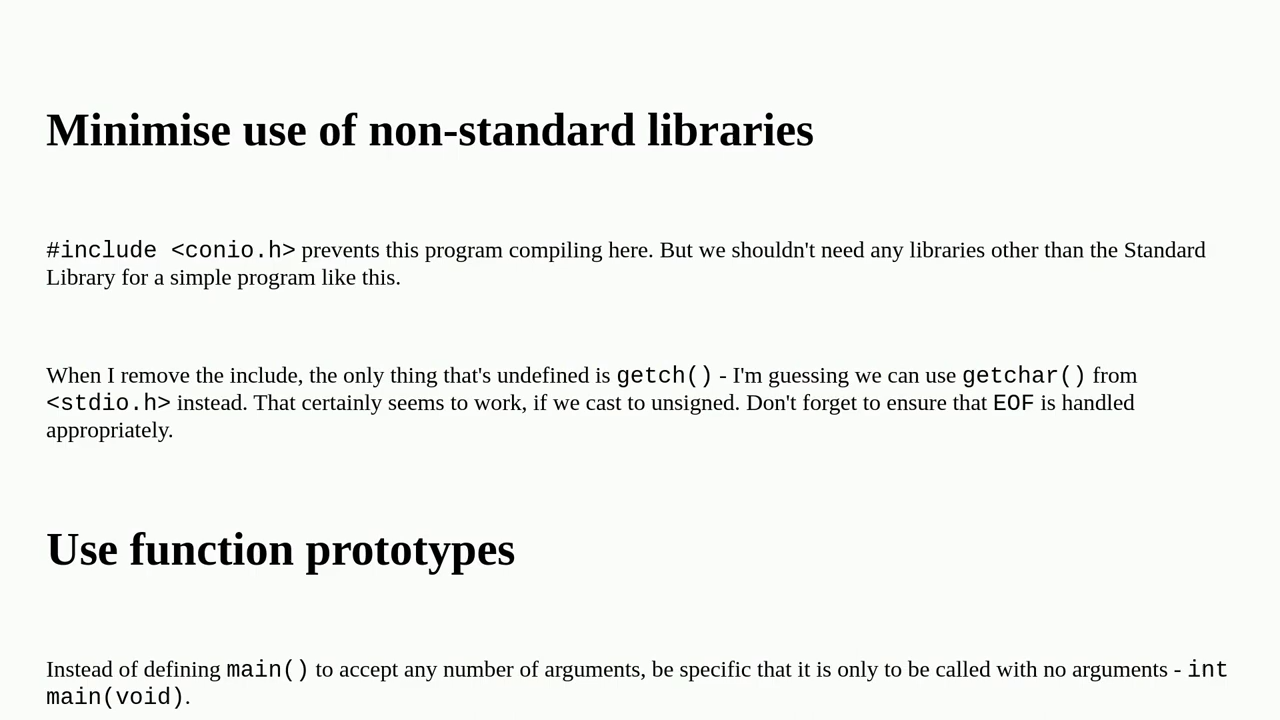 Minimise use of non-standard libraries
#include <conio.h> prevents this program compiling here. But we shouldn't need any libraries other than the Standard
Library for a simple program like this.
When I remove the include, the only thing that's undefined is getch() - I'm guessing we can use getchar() from
<stdio.h> instead. That certainly seems to work, if we cast to unsigned. Don't forget to ensure that EOF is handled
appropriately.
Use function prototypes
Instead of defining main() to accept any number of arguments, be specific that it is only to be called with no arguments - int
main(void).